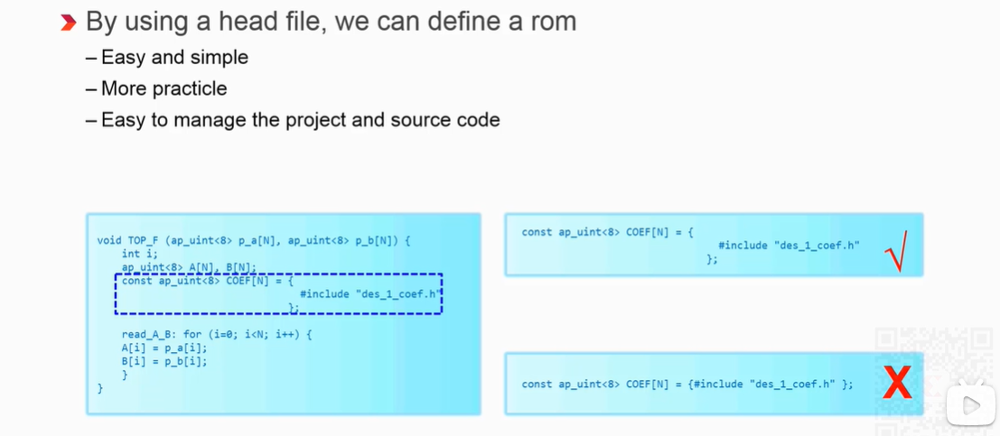 By using a head file, we can define a rom
– Easy and simple
– More practicle
– Easy to manage the project and source code
void TOP_F (ap_uint<8> p_a[N], ap_uint<8> p_b[N]) {
int i;
ap_uint<8> A[N], B[N];
const ap_uint<8> COEF[N] = {
#include "des_1_coef.h"
};
read_A_B: for (i=0; i<N; i++) {
A[i] = p_a[i];
B[i] = p_b[i];
}
}
const ap_uint<8> COEF[N] = {
#include "des_1_coef.h"
};
√
const ap_uint<8> COEF[N] = {#include "des_1_coef.h" };
X